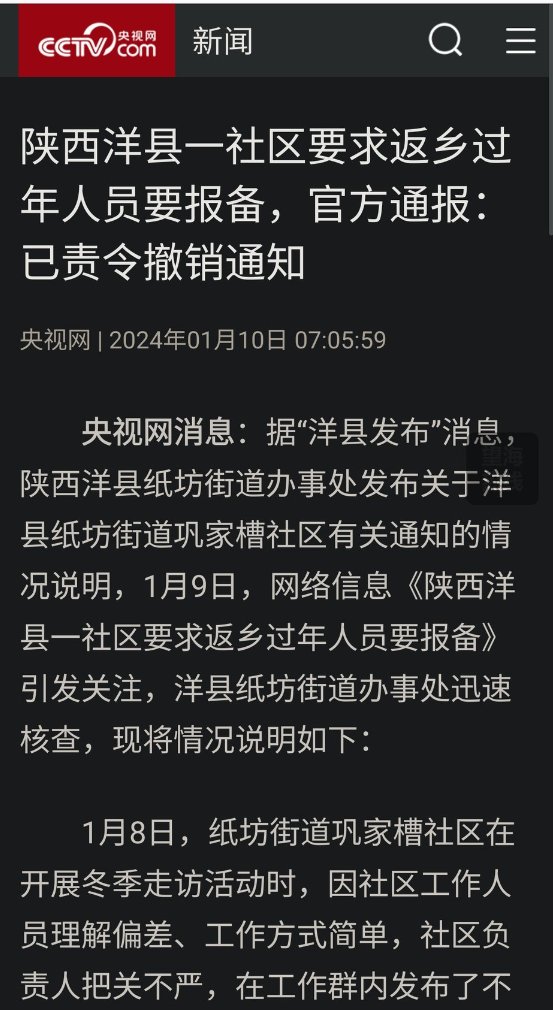 CCTV.com 央视网 新闻
陕西洋县一社区要求返乡过
年人员要报备，官方通报：
已责令撤销通知
央视网 | 2024年01月10日 07:05:59
央视网消息：据“洋县发布”消息，
陕西洋县纸坊街道办事处发布关于洋
县纸坊街道巩家槽社区有关通知的情
况说明，1月9日，网络信息《陕西洋
县一社区要求返乡过年人员要报备》
引发关注，洋县纸坊街道办事处迅速
核查，现将情况说明如下：
1月8日，纸坊街道巩家槽社区在
开展冬季走访活动时，因社区工作人
员理解偏差、工作方式简单，社区负
责人把关不严，在工作群内发布了不